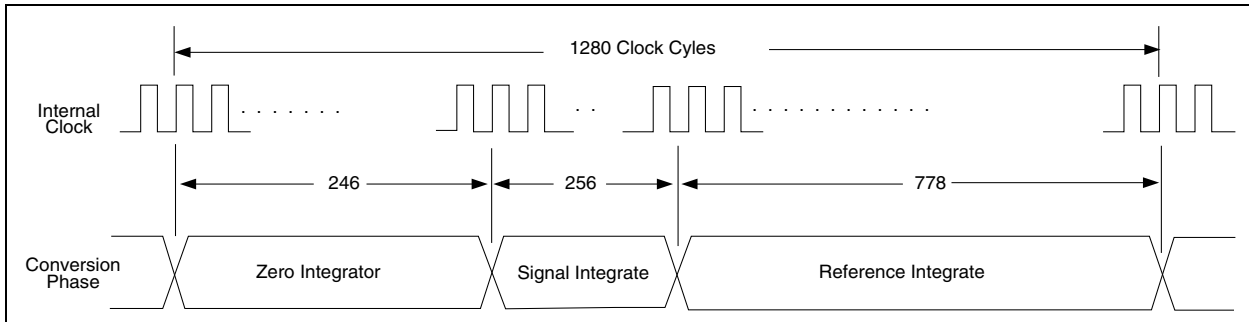 1280 Clock Cyles
Internal
Clock
246
256
778
Conversion
Phase
Zero Integrator
Signal Integrate
Reference Integrate